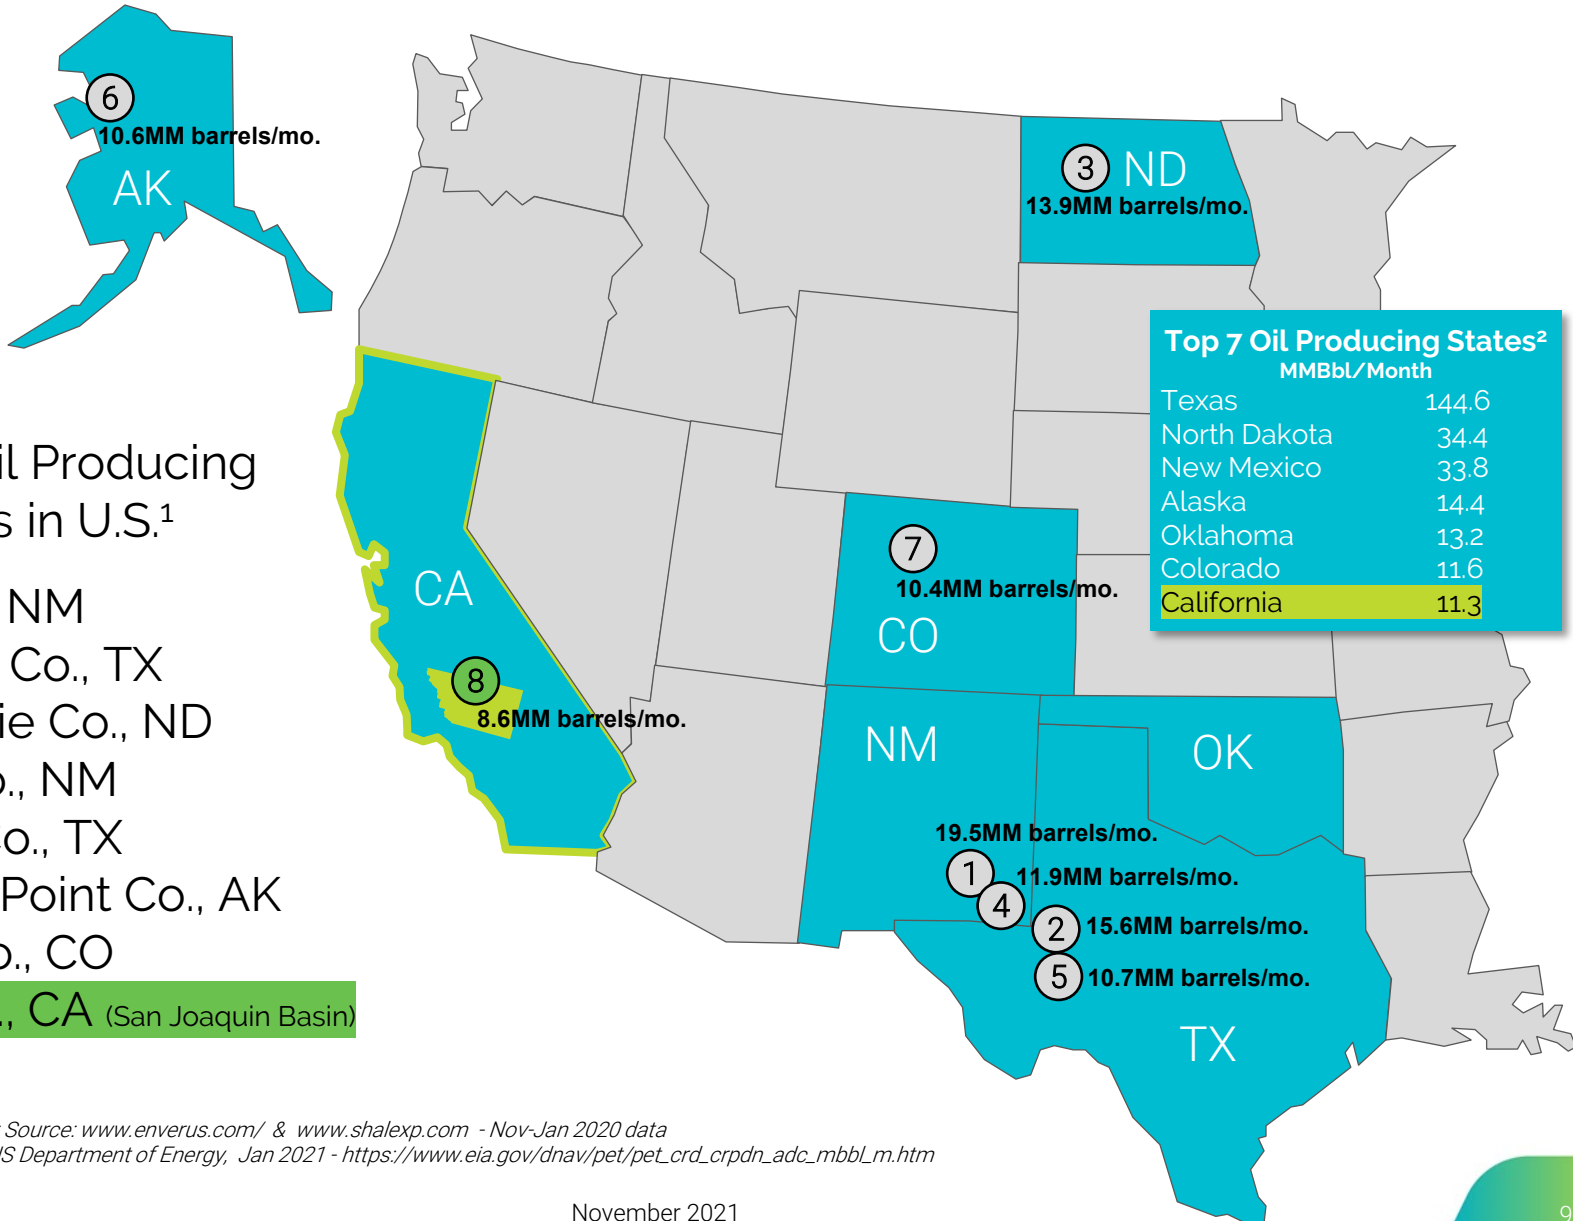 6
10.6MM barrels/mo.
AK
3
ND
13.9MM barrels/mo.
Top 7 Oil Producing States²
MMBbl/Month
Texas 144.6
North Dakota 34.4
New Mexico 33.8
Alaska 14.4
Oklahoma 13.2
Colorado 11.6
California 11.3
Producing
in U.S.¹
NM
Co., TX
Co., ND
NM
TX
Point Co., AK
CO
CA (San Joaquin Basin)
7
10.4MM barrels/mo.
CO
CA
8
8.6MM barrels/mo.
NM
OK
19.5MM barrels/mo.
1
11.9MM barrels/mo.
4
2
15.6MM barrels/mo.
5
10.7MM barrels/mo.
TX
Source: www.enverus.com/ & www.shalexp.com - Nov-Jan 2020 data
US Department of Energy, Jan 2021 - https://www.eia.gov/dnav/pet/pet_crd_crpdn_adc_mbbl_m.htm
November 2021
9